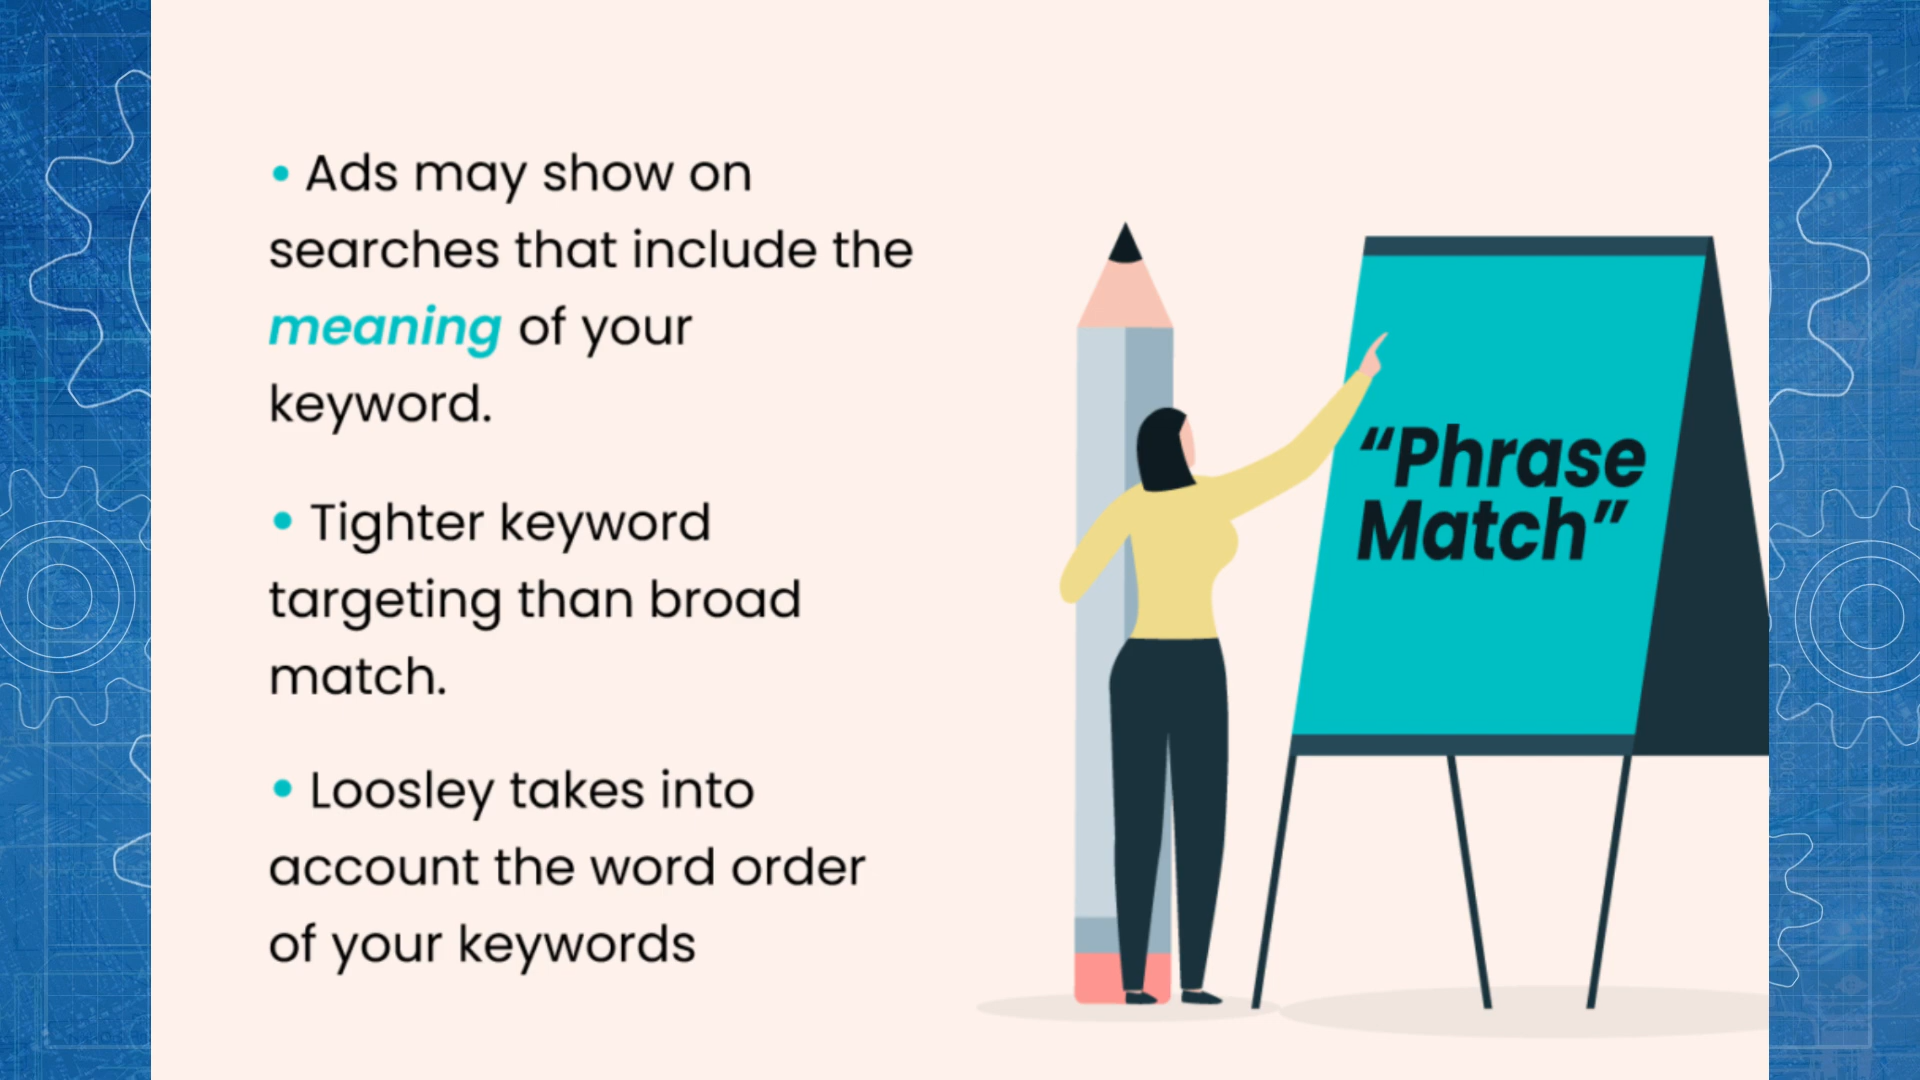 • Ads may show on
searches that include the
meaning of your
keyword.
• Tighter keyword
targeting than broad
match.
• Loosley takes into
account the word order
of your keywords
“Phrase
Match”